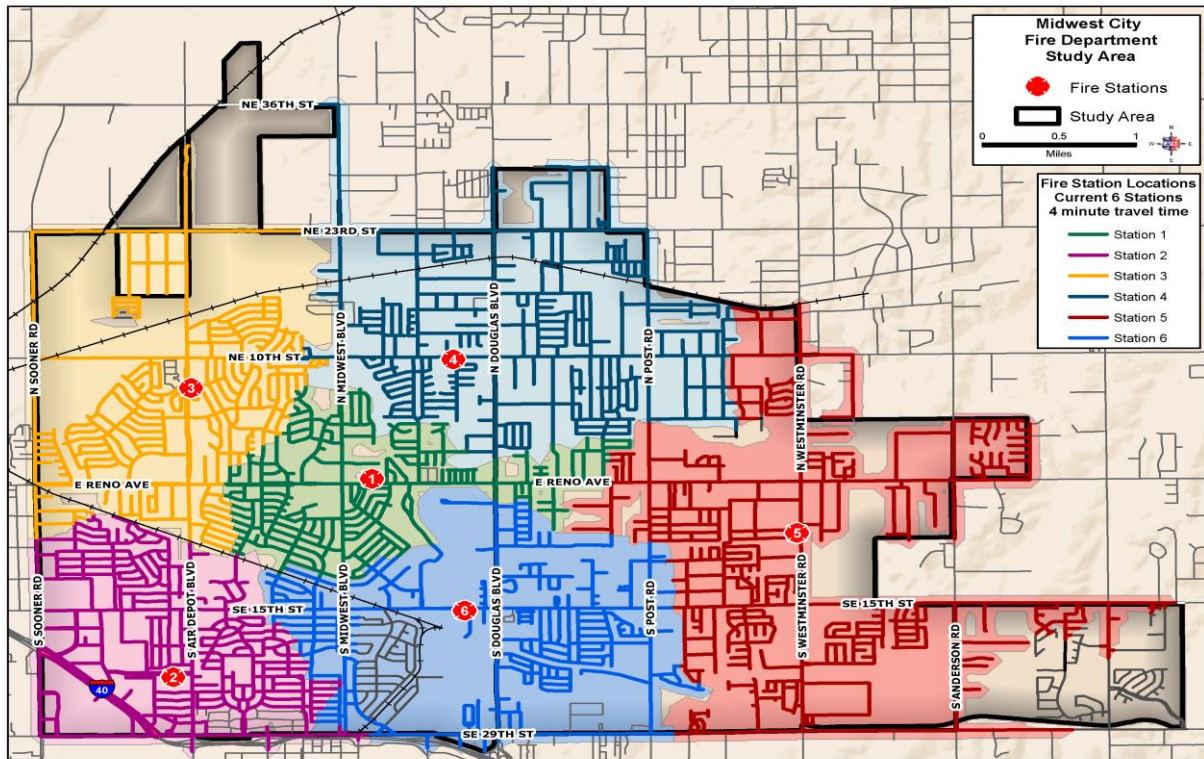 Midwest City
Fire Department
Study Area
Fire Stations
Study Area
0 0.5 1
Miles
N
W E
S
Fire Station Locations
Current 6 Stations
4 minute travel time
Station 1
Station 2
Station 3
Station 4
Station 5
Station 6
NE 36TH ST
NE 23RD ST
N SOONER RD
N MIDWEST BLVD
N DOUGLAS BLVD
N POST RD
N WESTMINSTER RD
NE 10TH ST
4
3
1
E RENO AVE
E RENO AVE
5
S SOONER RD
S AIR DEPOT BLVD
S MIDWEST BLVD
S DOUGLAS BLVD
S POST RD
S WESTMINSTER RD
SE 15TH ST
6
SE 15TH ST
S ANDERSON RD
2
40
SE 29TH ST